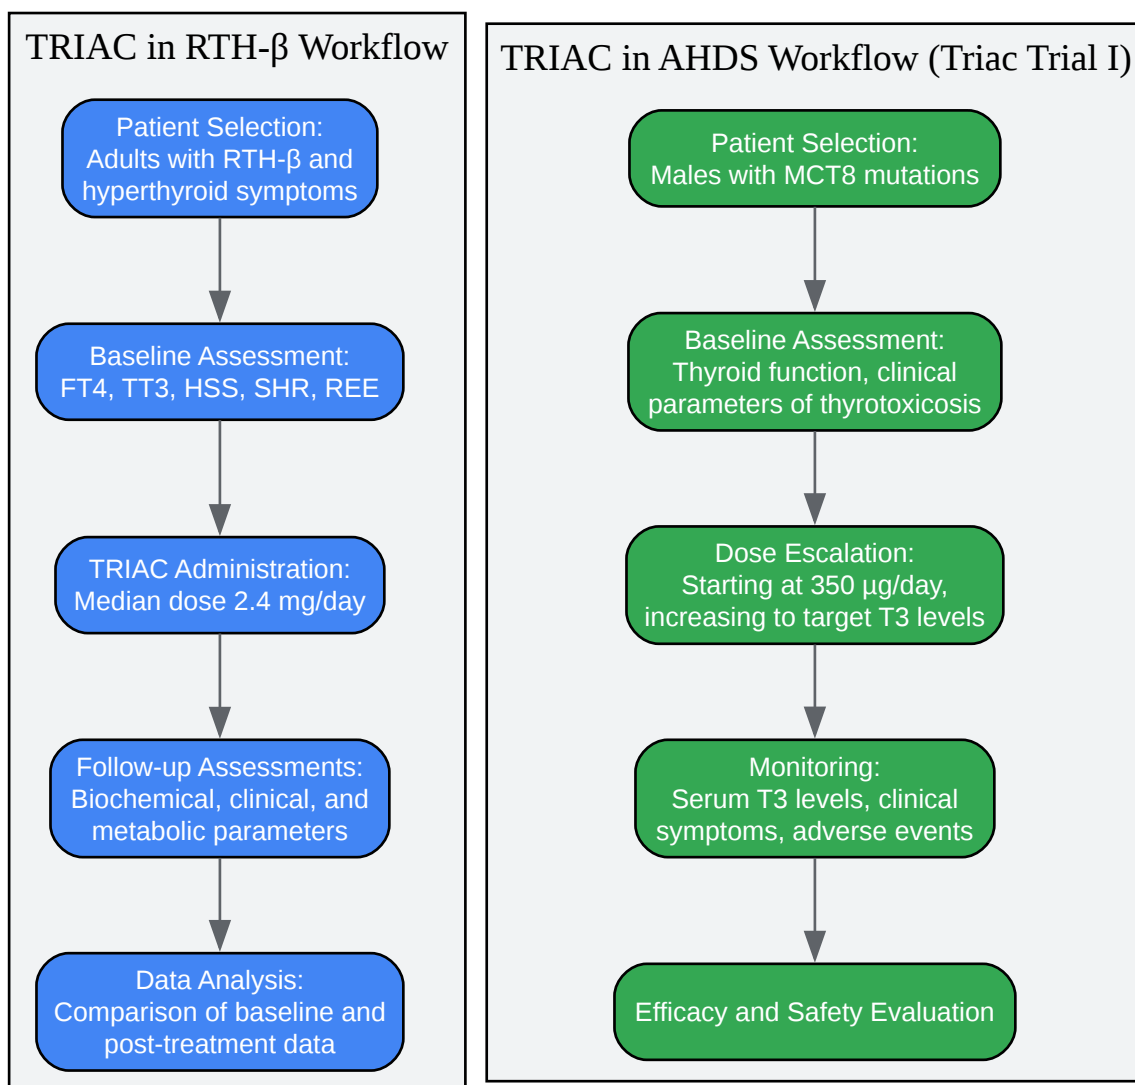 TRIAC in RTH-β Workflow
Patient Selection:
Adults with RTH-β and
hyperthyroid symptoms
Baseline Assessment:
FT4, TT3, HSS, SHR, REE
TRIAC Administration:
Median dose 2.4 mg/day
Follow-up Assessments:
Biochemical, clinical, and
metabolic parameters
Data Analysis:
Comparison of baseline and
post-treatment data
TRIAC in AHDS Workflow (Triac Trial I)
Patient Selection:
Males with MCT8 mutations
Baseline Assessment:
Thyroid function, clinical
parameters of thyrotoxicosis
Dose Escalation:
Starting at 350 µg/day,
increasing to target T3 levels
Monitoring:
Serum T3 levels, clinical
symptoms, adverse events
Efficacy and Safety Evaluation